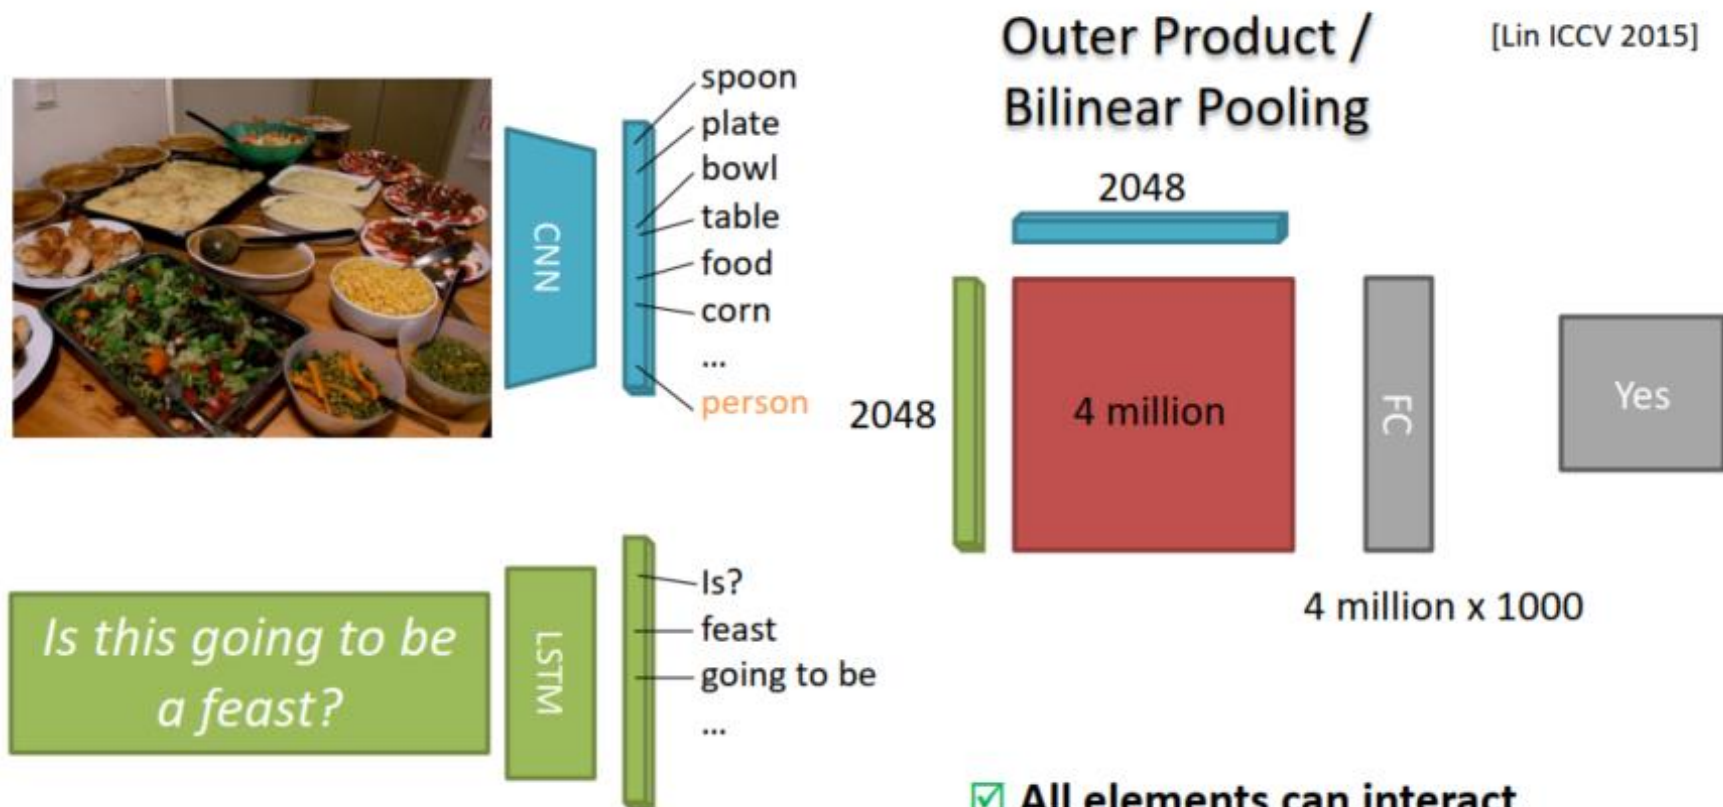 Outer Product /
Bilinear Pooling
[Lin ICCV 2015]
CNN
spoon
plate
bowl
table
food
corn
...
person
Is this going to be
a feast?
LSTM
Is?
feast
going to be
...
2048
2048
4 million
FC
Yes
4 million x 1000
All elements can interact